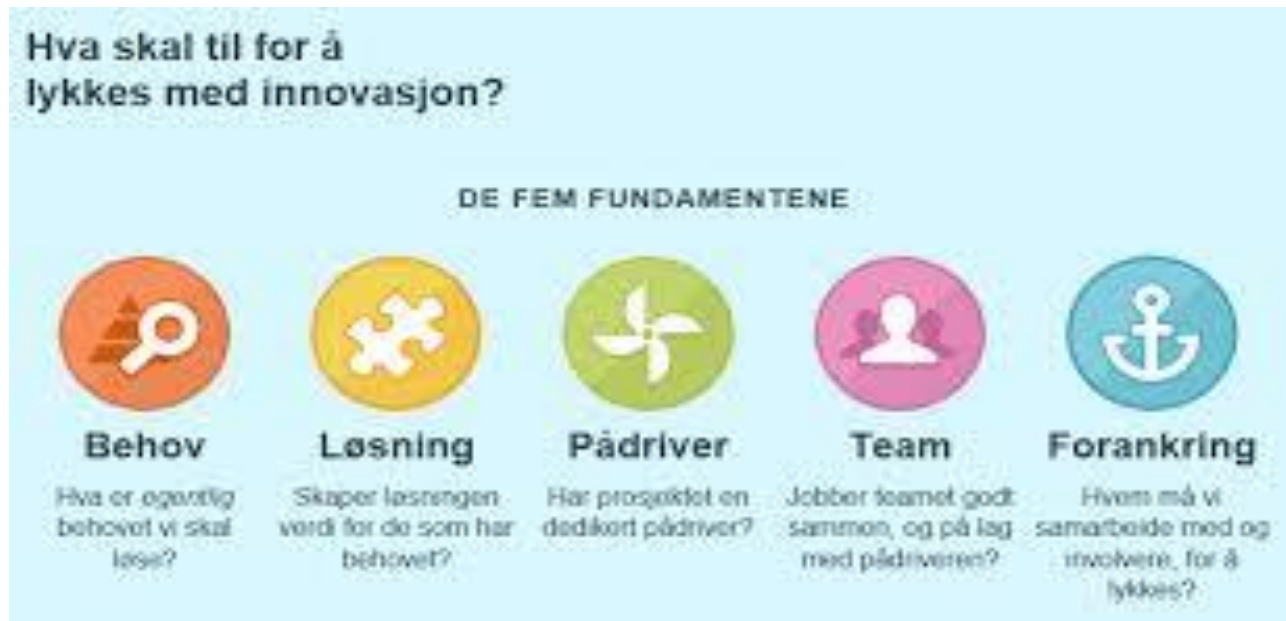 Hva skal til for å
lykkes med innovasjon?
DE FEM FUNDAMENTENE
Behov
Hva er egentlig
behovet vi skal
løse?
Løsning
Skaper løsningen
verdi for de som har
behovet?
Pådriver
Har prosjektet en
dedikert pådriver?
Team
Jobber teamet godt
sammen, og på lag
med pådriveren?
Forankring
Hvem må vi
samarbeide med og
involvere, for å
lykkes?